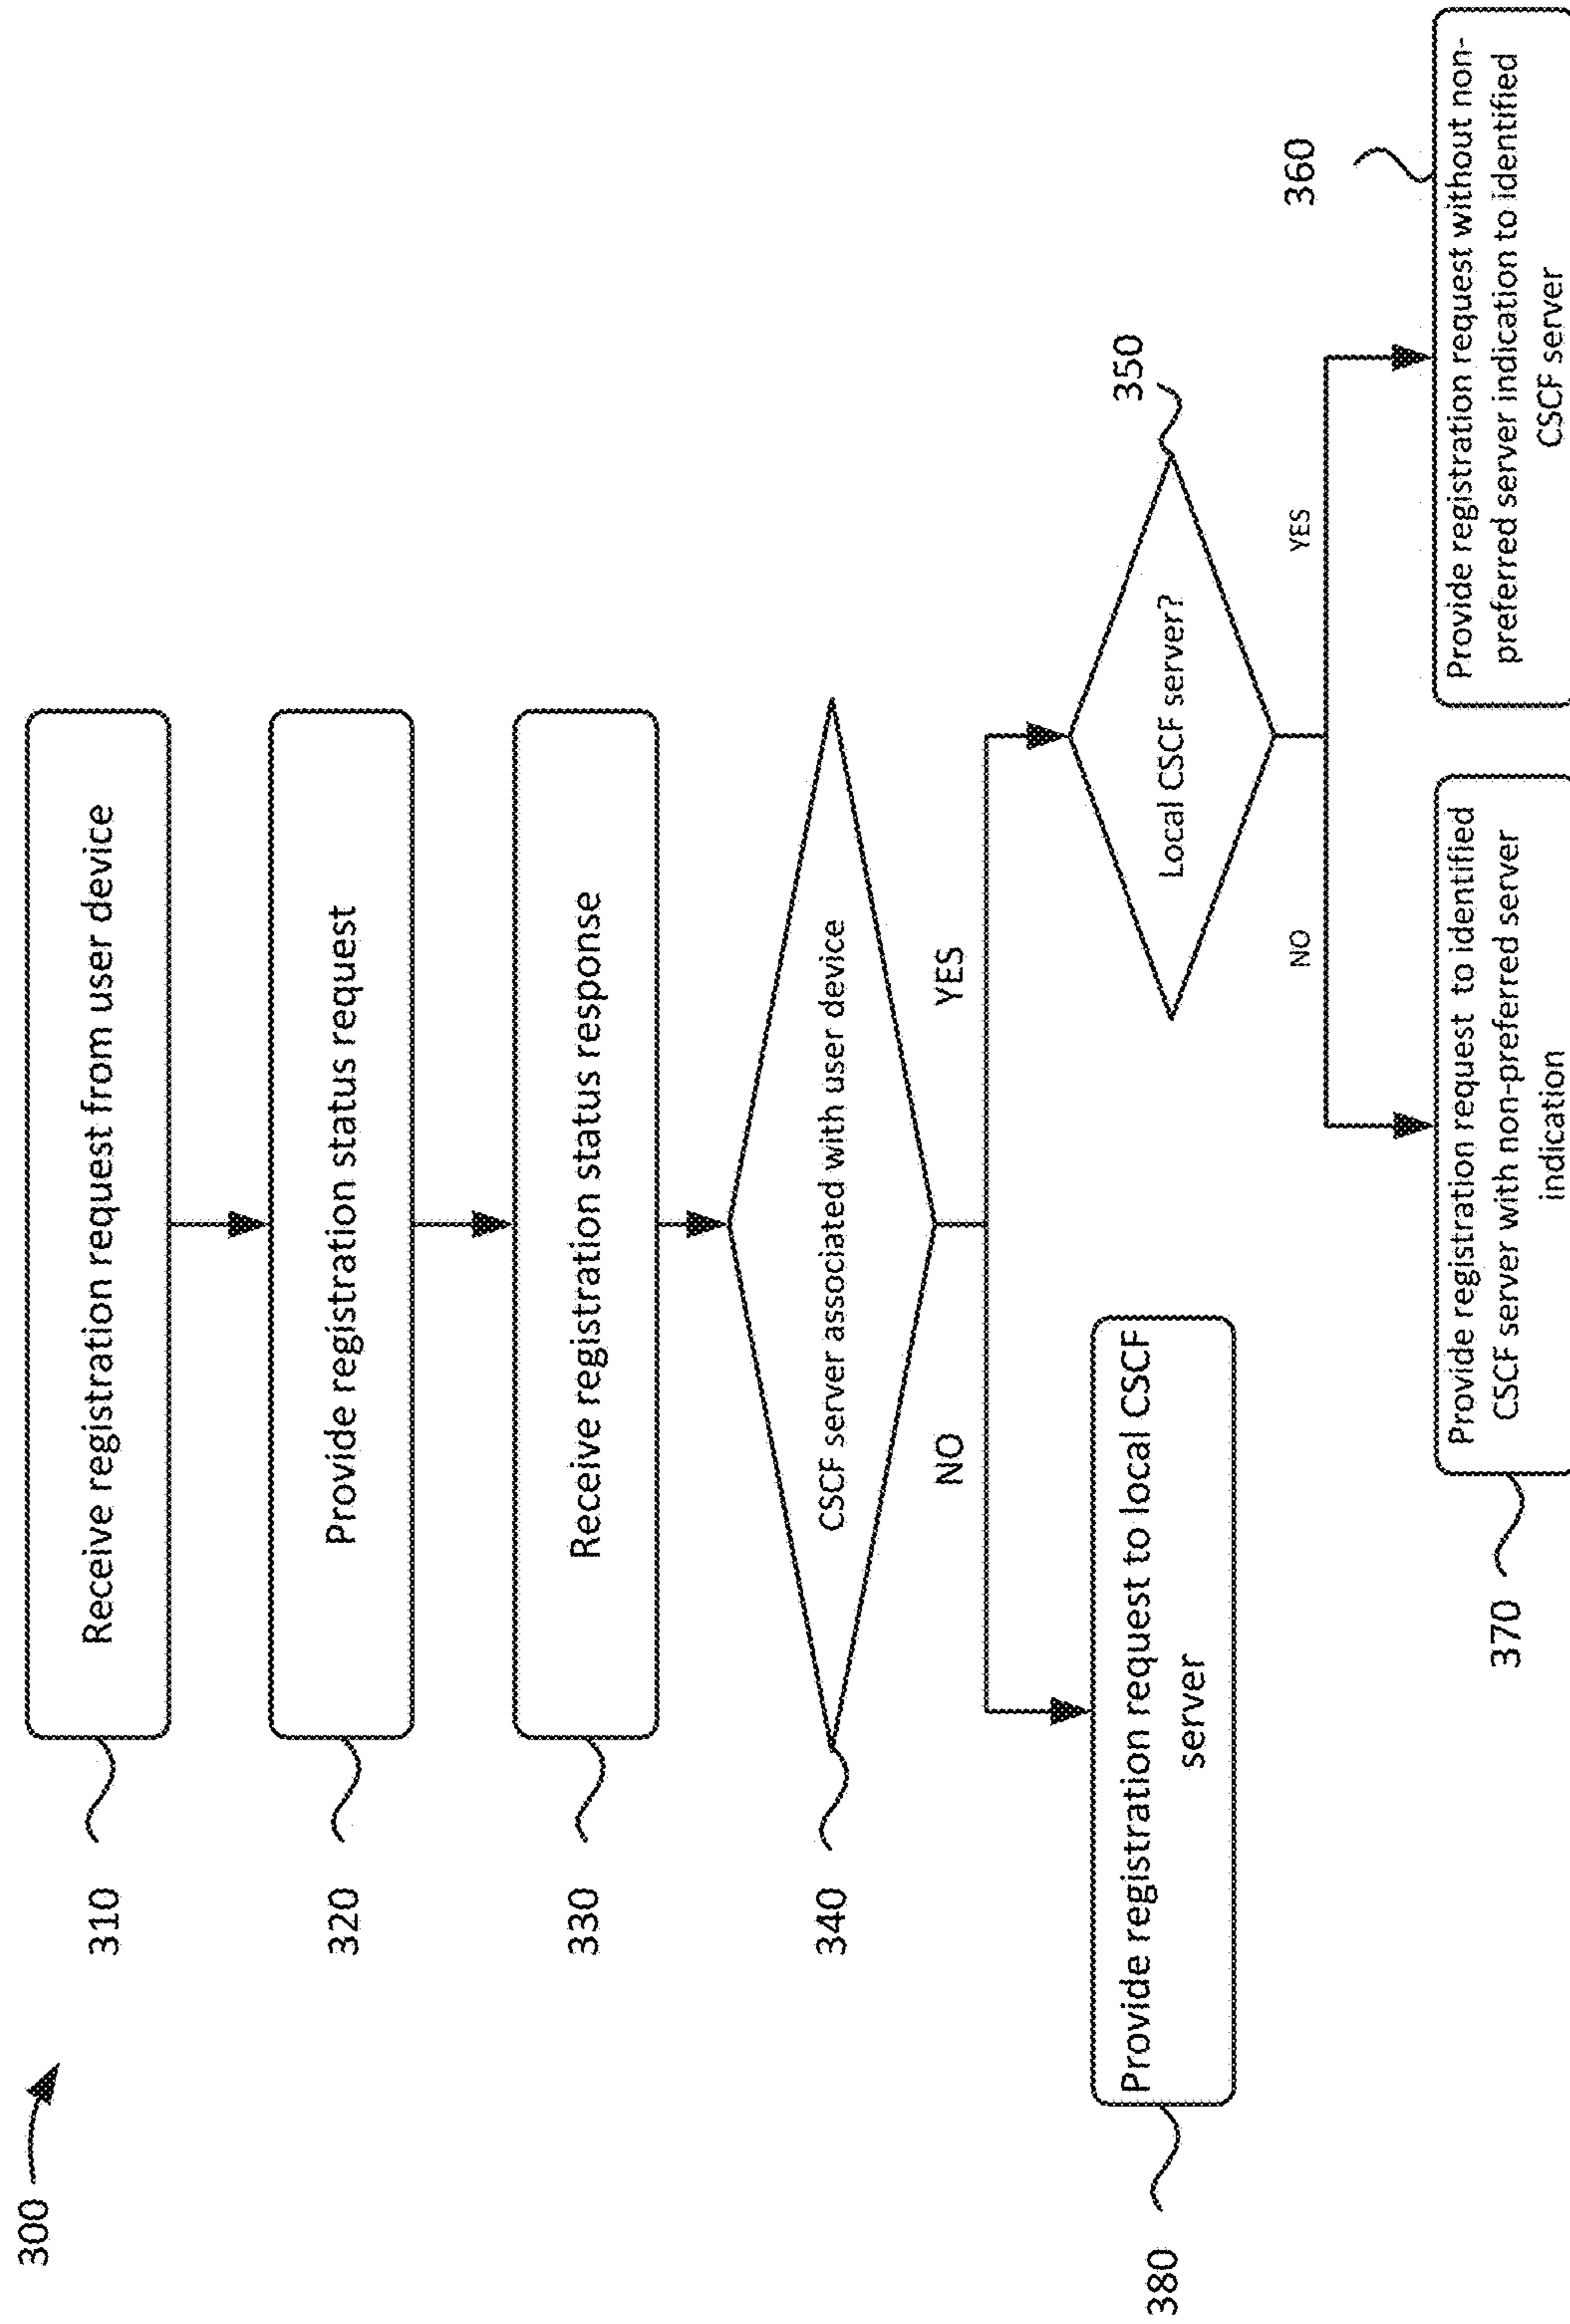 300
310
Receive registration request from user device
320
Provide registration status request
330
Receive registration status response
340
CSCF server associated with user device
NO
YES
380
Provide registration request to local CSCF
server
350
Local CSCF server?
NO
YES
370
Provide registration request to identified
CSCF server with non-preferred server
indication
360
Provide registration request without non-
preferred server indication to identified
CSCF server